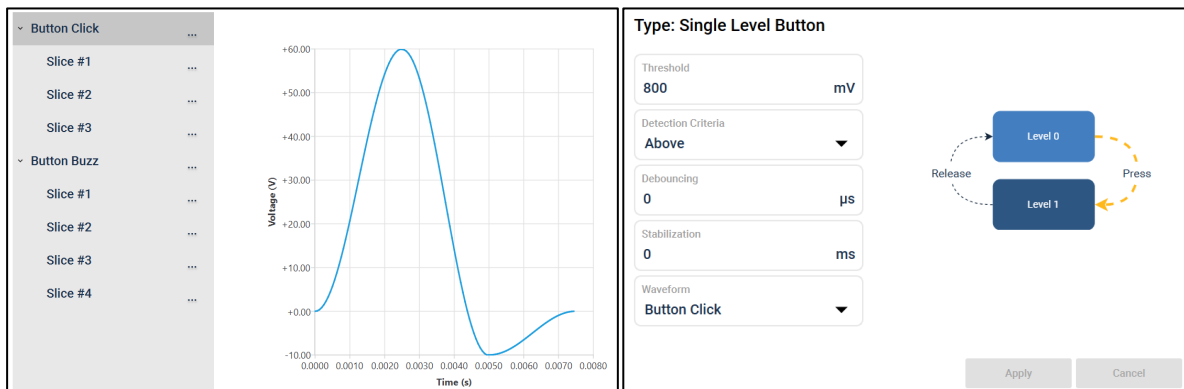 Button Click ...
Slice #1 ...
Slice #2 ...
Slice #3 ...
Button Buzz ...
Slice #1 ...
Slice #2 ...
Slice #3 ...
Slice #4 ...
Voltage (V)
+60.00
+50.00
+40.00
+30.00
+20.00
+10.00
+0.00
-10.00
0.0000 0.0010 0.0020 0.0030 0.0040 0.0050 0.0060 0.0070 0.0080
Time (s)
Type: Single Level Button
Threshold
800 mV
Detection Criteria
Above
Debouncing
0 µs
Stabilization
0 ms
Waveform
Button Click
Level 0
Release Press
Level 1
Apply Cancel